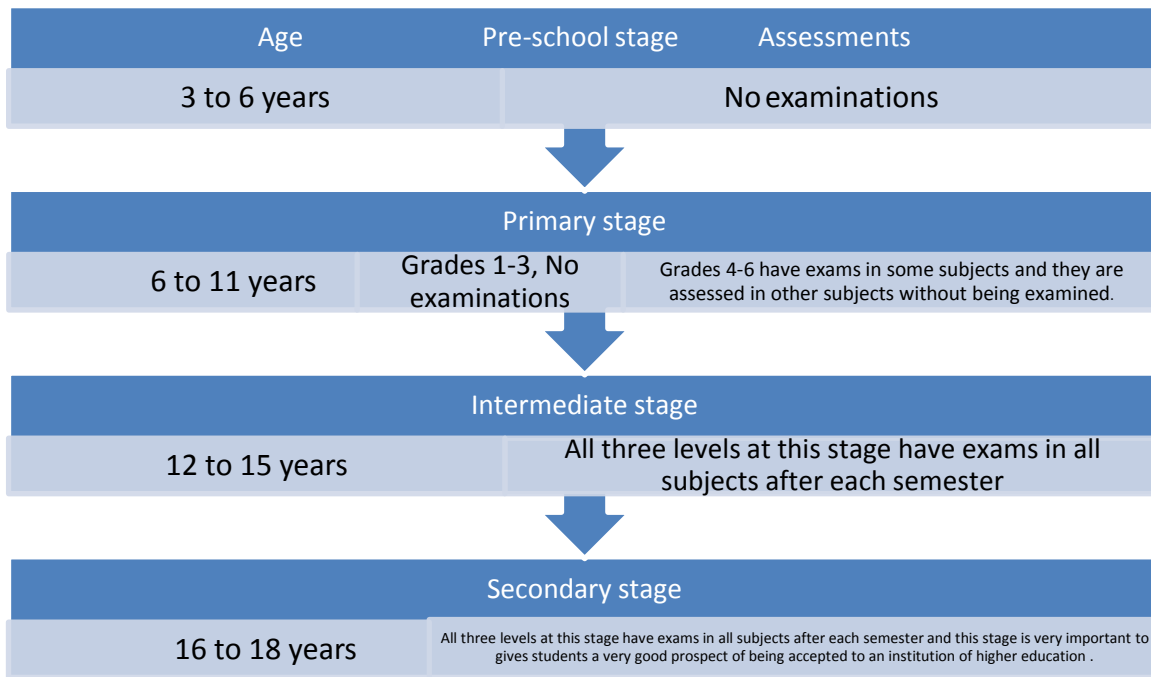 Age Pre-school stage Assessments
3 to 6 years No examinations
Primary stage
6 to 11 years
Grades 1-3, No
examinations
Grades 4-6 have exams in some subjects and they are
assessed in other subjects without being examined.
Intermediate stage
12 to 15 years
All three levels at this stage have exams in all
subjects after each semester
Secondary stage
16 to 18 years
All three levels at this stage have exams in all subjects after each semester and this stage is very important to
gives students a very good prospect of being accepted to an institution of higher education .